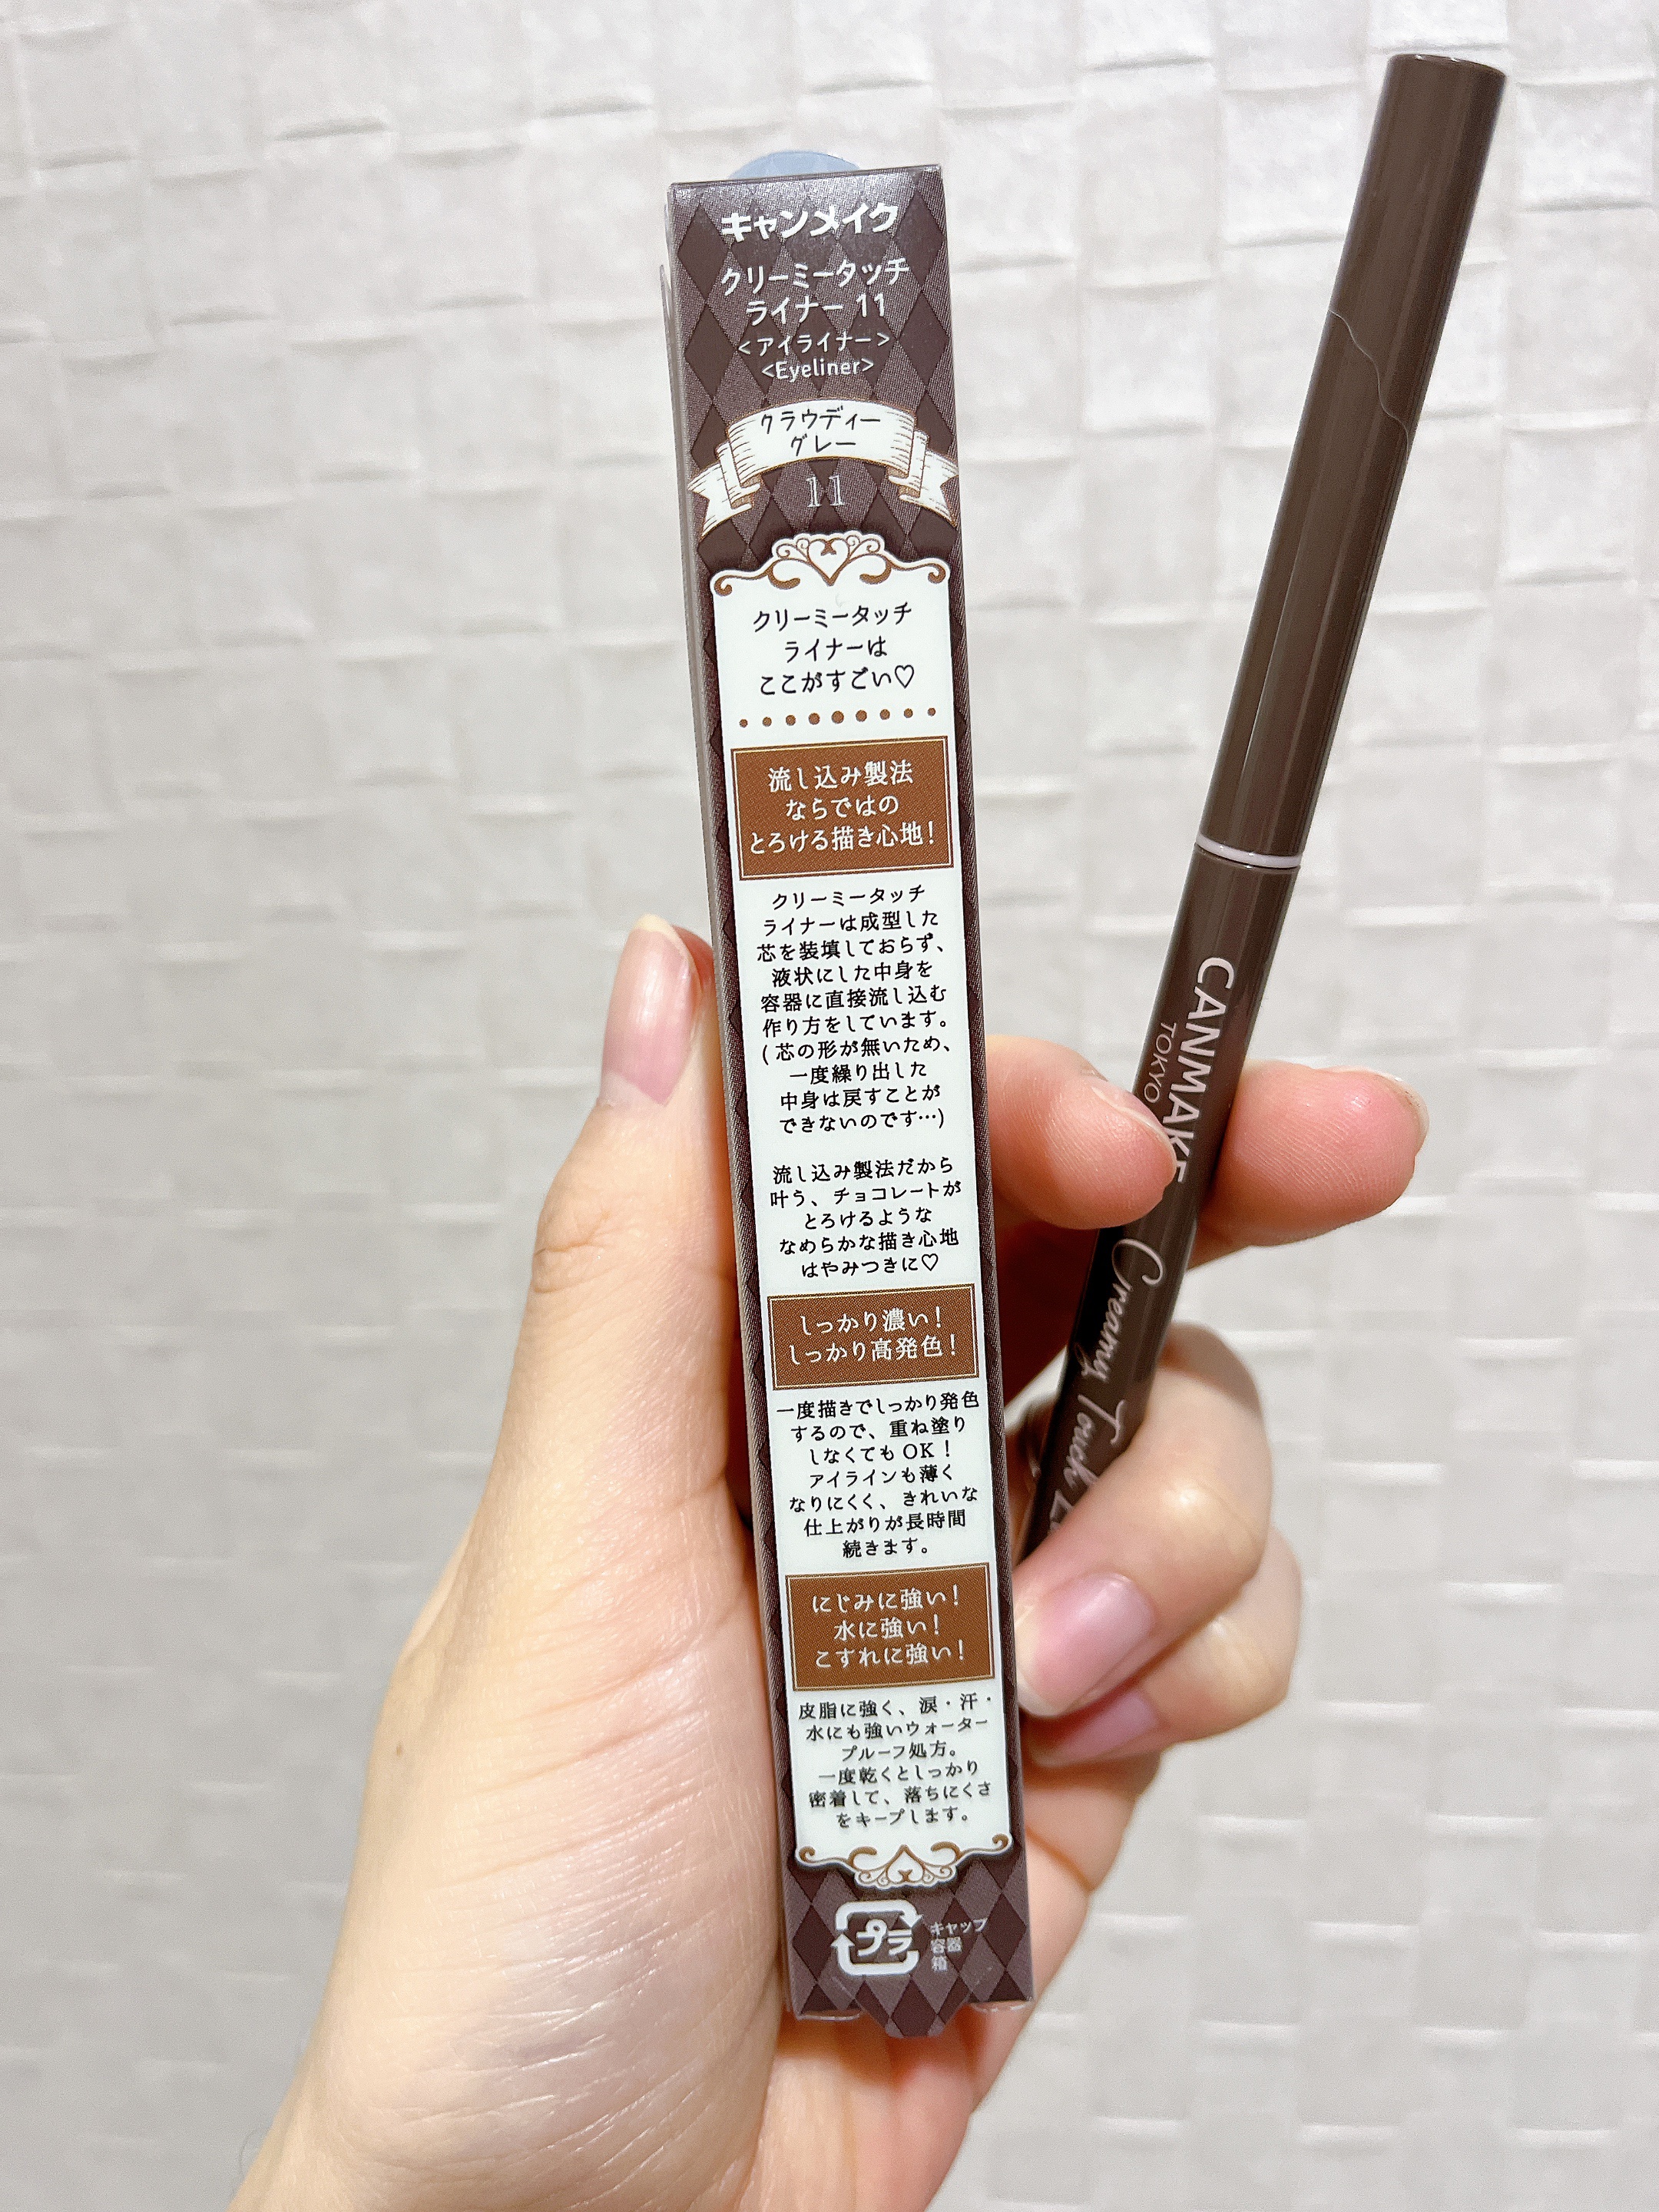 キャンメイク
クリーミータッチ
ライナー 11
<アイライナー>
<Eyeliner>
クラウディー
グレー
11
クリーミータッチ
ライナーは
ここがすごい♡
流し込み製法
ならではの
とろける描き心地！
クリーミータッチ
ライナーは成型した
芯を装填しておらず、
液状にした中身を
容器に直接流し込む
作り方をしています。
(芯の形が無いため、
一度繰り出した
中身は戻すことが
できないのです…)
流し込み製法だから
叶う、チョコレートが
とろけるような
なめらかな描き心地
はやみつきに♡
しっかり濃い！
しっかり高発色！
一度描きでしっかり発色
するので、重ね塗り
しなくても OK！
アイラインも薄く
なりにくく、きれいな
仕上がりが長時間
続きます。
にじみに強い！
水に強い！
こすれに強い！
皮脂に強く、涙・汗・
水にも強いウォーター
プルーフ処方。
一度乾くとしっかり
密着して、落ちにくさ
をキープします。
プラ
キャップ
容器
箱
CANMAKE
TOKYO
Creamy Touch